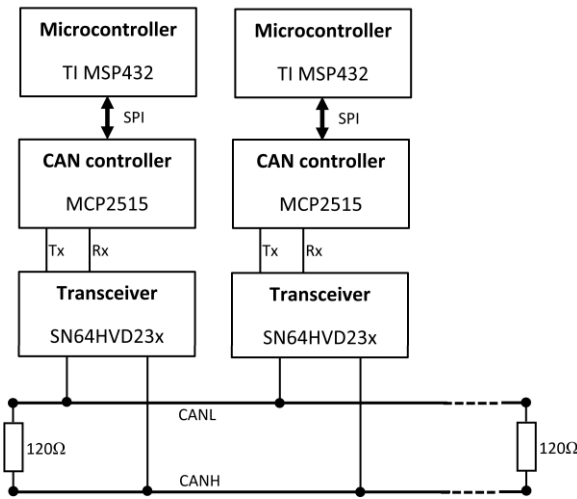 Microcontroller
TI MSP432
SPI
CAN controller
MCP2515
Tx
Rx
Transceiver
SN64HVD23x
Microcontroller
TI MSP432
SPI
CAN controller
MCP2515
Tx
Rx
Transceiver
SN64HVD23x
CANL
120Ω
120Ω
CANH